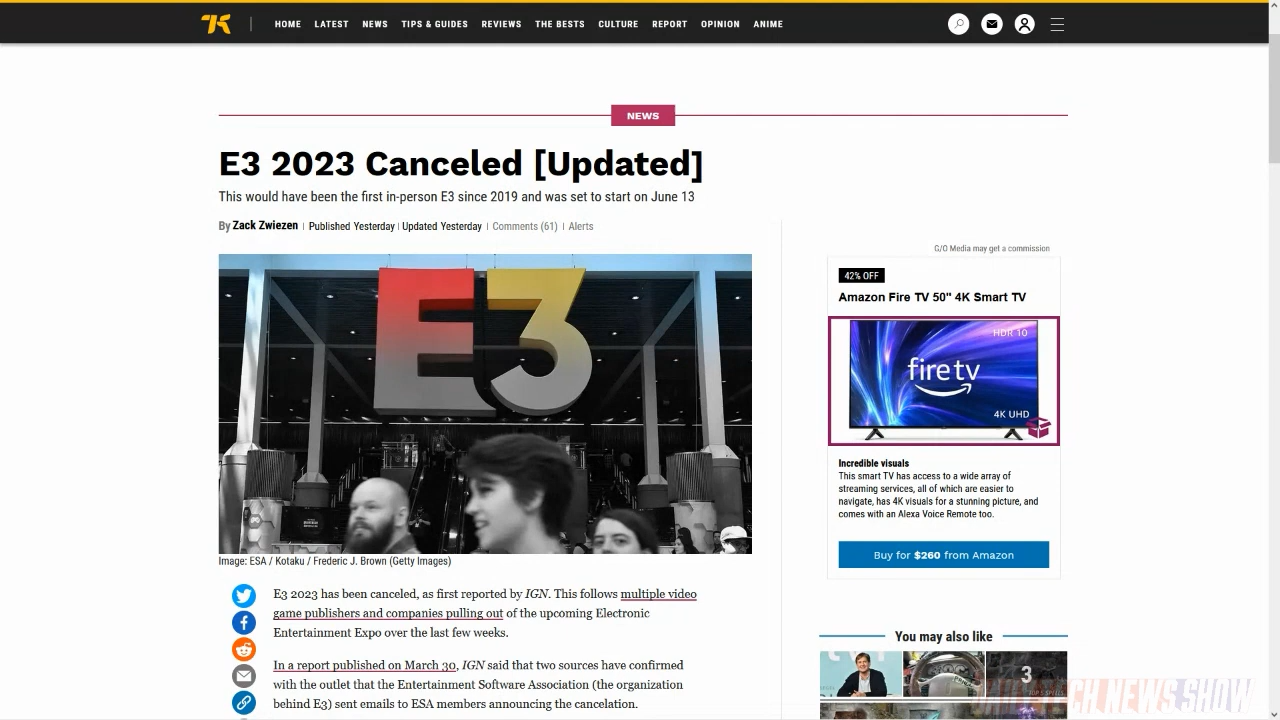 HOME LATEST NEWS TIPS & GUIDES REVIEWS THE BESTS CULTURE REPORT OPINION ANIME
NEWS
E3 2023 Canceled [Updated]
This would have been the first in-person E3 since 2019 and was set to start on June 13
By Zack Zwiezen | Published Yesterday | Updated Yesterday | Comments (61) | Alerts
E3
Image: ESA / Kotaku / Frederic J. Brown (Getty Images)
E3 2023 has been canceled, as first reported by IGN. This follows multiple video
game publishers and companies pulling out of the upcoming Electronic
Entertainment Expo over the last few weeks.
In a report published on March 30, IGN said that two sources have confirmed
with the outlet that the Entertainment Software Association (the organization
behind E3) sent emails to ESA members announcing the cancelation.
G/O Media may get a commission
42% OFF
Amazon Fire TV 50" 4K Smart TV
HDR 10
fire tv
4K UHD
Incredible visuals
This smart TV has access to a wide array of
streaming services, all of which are easier to
navigate, has 4K visuals for a stunning picture, and
comes with an Alexa Voice Remote too.
Buy for $260 from Amazon
You may also like
3
TECH NEWS SHOW